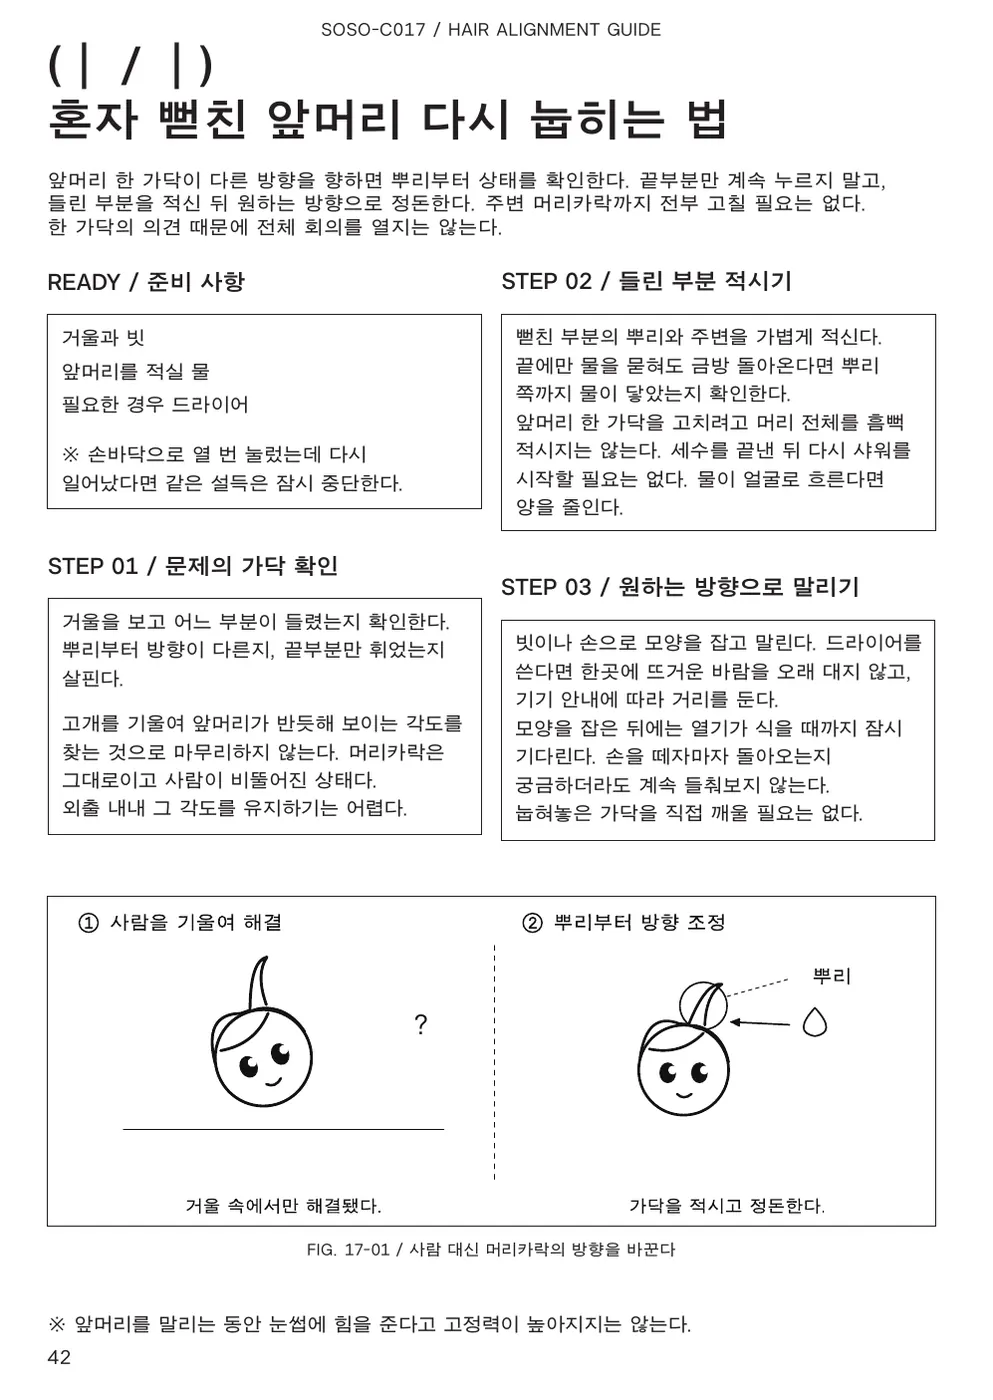 SOSO-C017 / HAIR ALIGNMENT GUIDE
(| / |)
혼자 뻗친 앞머리 다시 눕히는 법
앞머리 한 가닥이 다른 방향을 향하면 뿌리부터 상태를 확인한다. 끝부분만 계속 누르지 말고,
들린 부분을 적신 뒤 원하는 방향으로 정돈한다. 주변 머리카락까지 전부 고칠 필요는 없다.
한 가닥의 의견 때문에 전체 회의를 열지는 않는다.
READY / 준비 사항
거울과 빗
앞머리를 적실 물
필요한 경우 드라이어
※ 손바닥으로 열 번 눌렀는데 다시
일어났다면 같은 설득은 잠시 중단한다.
STEP 01 / 문제의 가닥 확인
거울을 보고 어느 부분이 들렸는지 확인한다.
뿌리부터 방향이 다른지, 끝부분만 휘었는지
살핀다.
고개를 기울여 앞머리가 반듯해 보이는 각도를
찾는 것으로 마무리하지 않는다. 머리카락은
그대로이고 사람이 비뚤어진 상태다.
외출 내내 그 각도를 유지하기는 어렵다.
STEP 02 / 들린 부분 적시기
뻗친 부분의 뿌리와 주변을 가볍게 적신다.
끝에만 물을 묻혀도 금방 돌아온다면 뿌리
쪽까지 물이 닿았는지 확인한다.
앞머리 한 가닥을 고치려고 머리 전체를 흠뻑
적시지는 않는다. 세수를 끝낸 뒤 다시 샤워를
시작할 필요는 없다. 물이 얼굴로 흐른다면
양을 줄인다.
STEP 03 / 원하는 방향으로 말리기
빗이나 손으로 모양을 잡고 말린다. 드라이어를
쓴다면 한곳에 뜨거운 바람을 오래 대지 않고,
기기 안내에 따라 거리를 둔다.
모양을 잡은 뒤에는 열기가 식을 때까지 잠시
기다린다. 손을 떼자마자 돌아오는지
궁금하더라도 계속 들춰보지 않는다.
눕혀놓은 가닥을 직접 깨울 필요는 없다.
① 사람을 기울여 해결
?
거울 속에서만 해결됐다.
② 뿌리부터 방향 조정
뿌리
가닥을 적시고 정돈한다.
FIG. 17-01 / 사람 대신 머리카락의 방향을 바꾼다
※ 앞머리를 말리는 동안 눈썹에 힘을 준다고 고정력이 높아지지는 않는다.
42